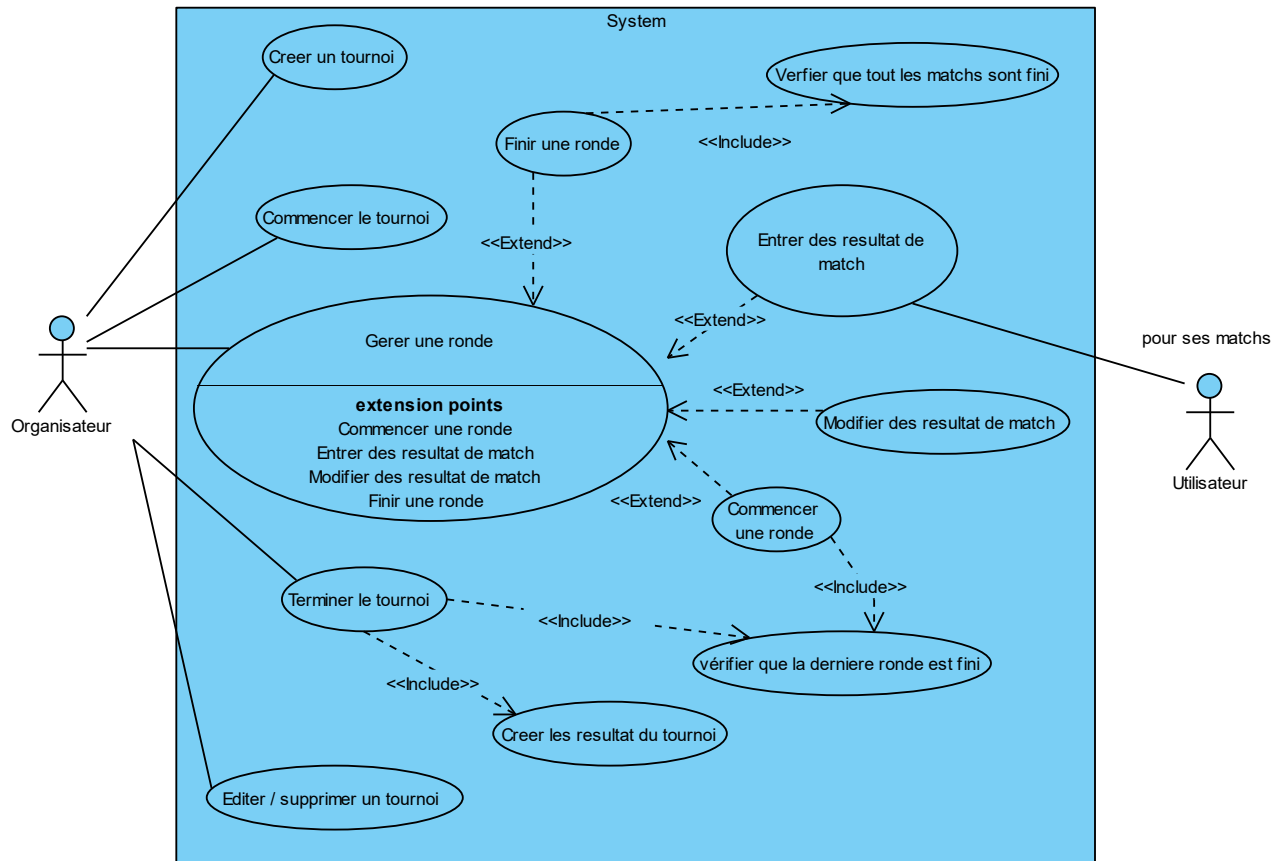 System
Creer un tournoi
Verfier que tout les matchs sont fini
Finir une ronde
<<Include>>
Commencer le tournoi
<<Extend>>
Entrer des resultat de
match
<<Extend>>
Gerer une ronde
pour ses matchs
<<Extend>>
extension points
Commencer une ronde
Entrer des resultat de match
Modifier des resultat de match
Finir une ronde
Modifier des resultat de match
Organisateur
Utilisateur
<<Extend>>
Commencer
une ronde
<<Include>>
Terminer le tournoi
<<Include>>
vérifier que la derniere ronde est fini
<<Include>>
Creer les resultat du tournoi
Editer / supprimer un tournoi